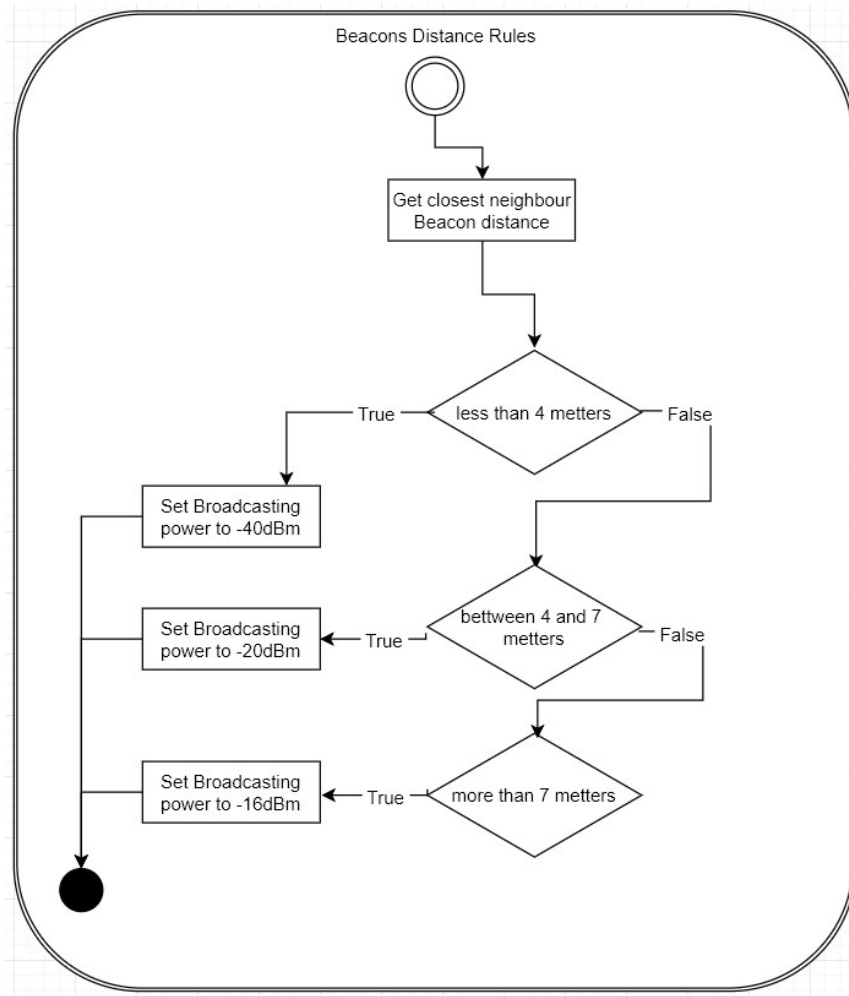 Beacons Distance Rules
Get closest neighbour
Beacon distance
less than 4 metters
True
False
Set Broadcasting
power to -40dBm
bettween 4 and 7
metters
True
False
Set Broadcasting
power to -20dBm
more than 7 metters
True
Set Broadcasting
power to -16dBm